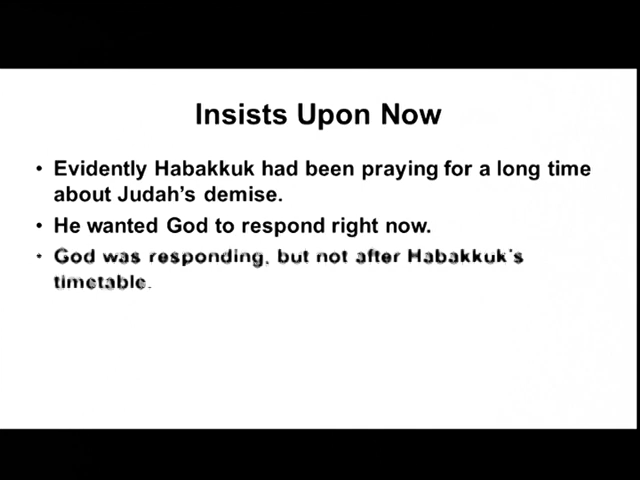 Insists Upon Now
• Evidently Habakkuk had been praying for a long time
about Judah's demise.
• He wanted God to respond right now.
• God was responding, but not after Habakkuk's
timetable.